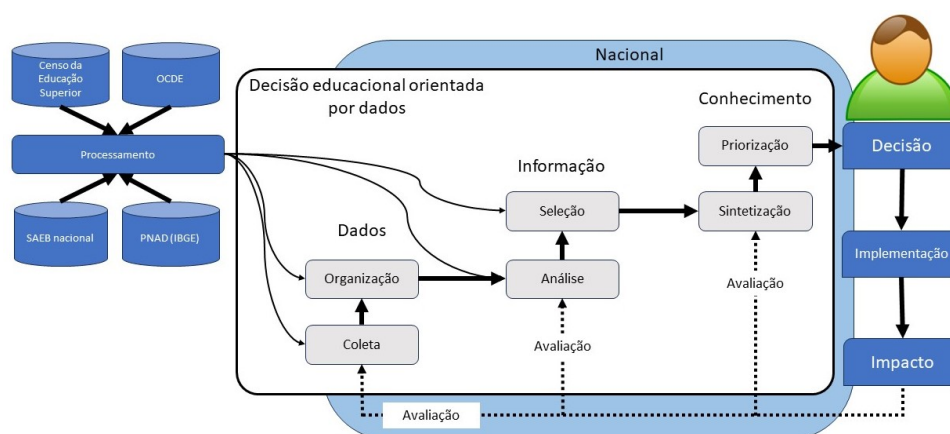 Nacional
Censo da
Educação
Superior
OCDE
Decisão educacional orientada
por dados
Conhecimento
Processamento
Priorização
Decisão
Informação
Seleção
Sintetização
SAEB nacional
PNAD (IBGE)
Dados
Organização
Análise
Avaliação
Implementação
Coleta
Avaliação
Impacto
Avaliação